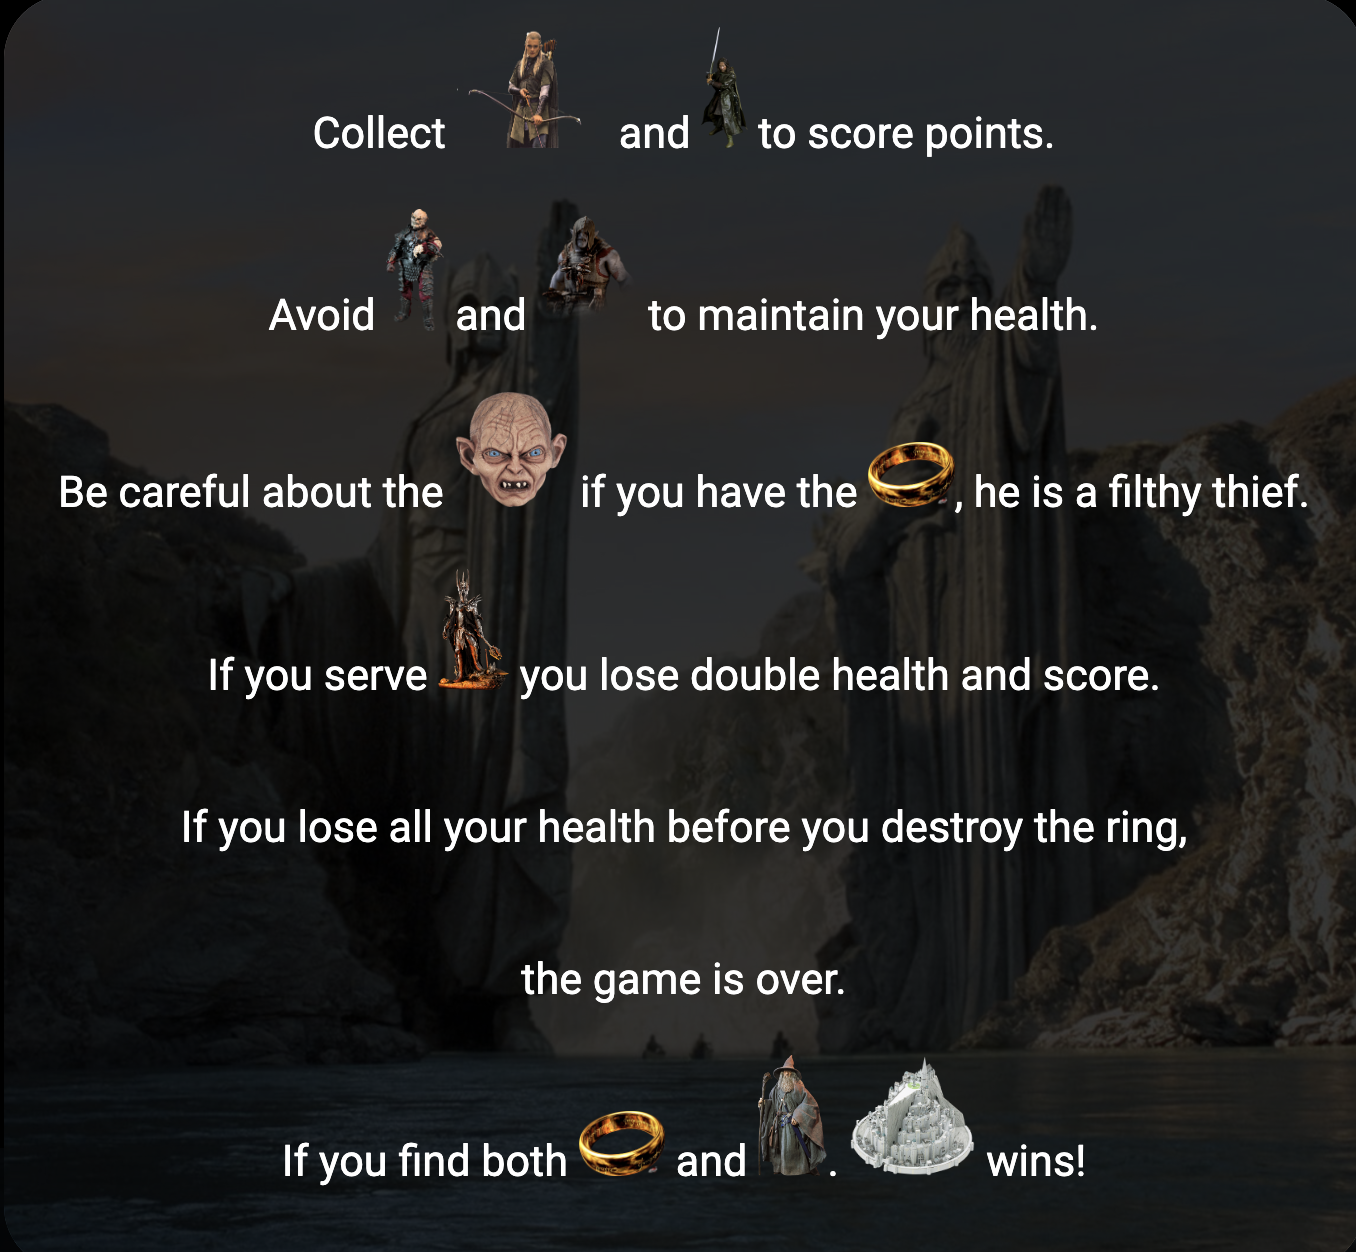 Collect and to score points.
Avoid and to maintain your health.
Be careful about the if you have the , he is a filthy thief.
If you serve you lose double health and score.
If you lose all your health before you destroy the ring,
the game is over.
If you find both and . wins!